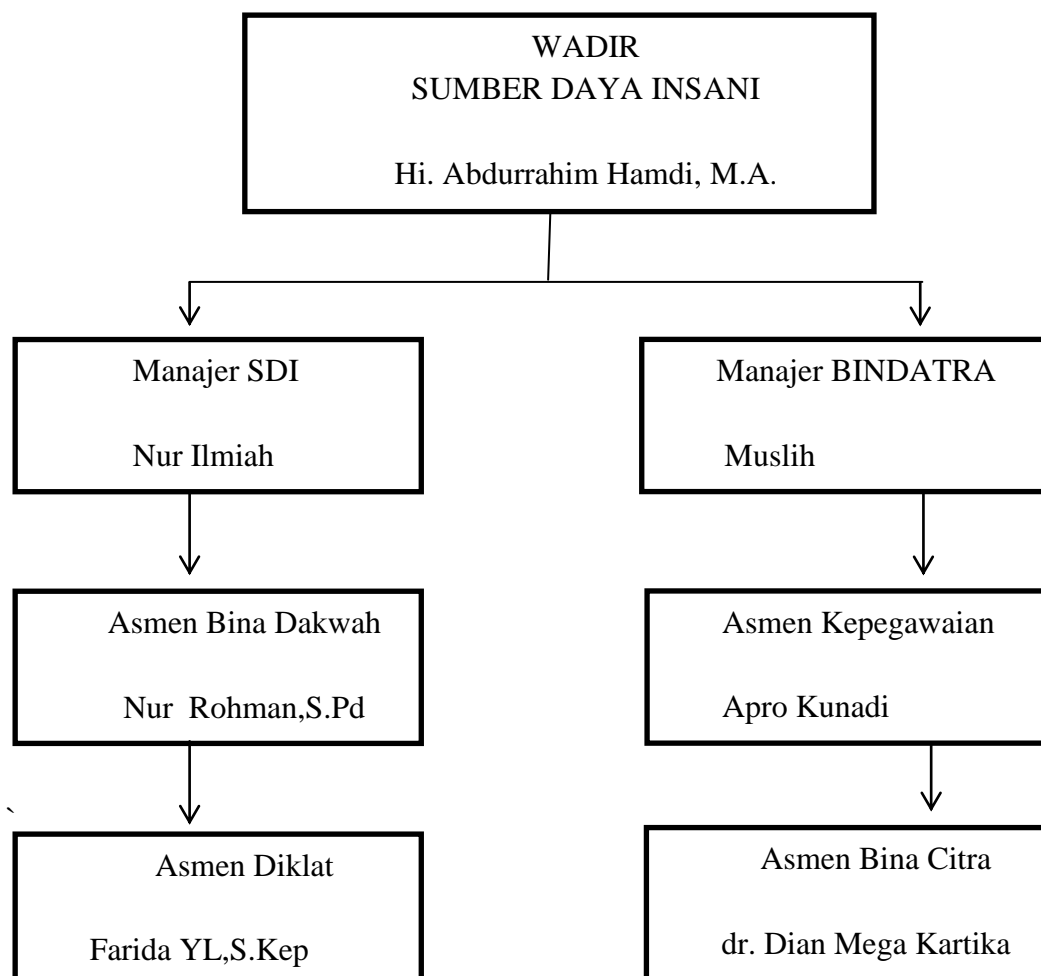 WADIR
SUMBER DAYA INSANI
Hi. Abdurrahim Hamdi, M.A.
Manajer SDI
Nur Ilmiah
Manajer BINDATRA
Muslih
Asmen Bina Dakwah
Nur Rohman,S.Pd
Asmen Kepegawaian
Apro Kunadi
`
Asmen Diklat
Farida YL,S.Kep
Asmen Bina Citra
dr. Dian Mega Kartika